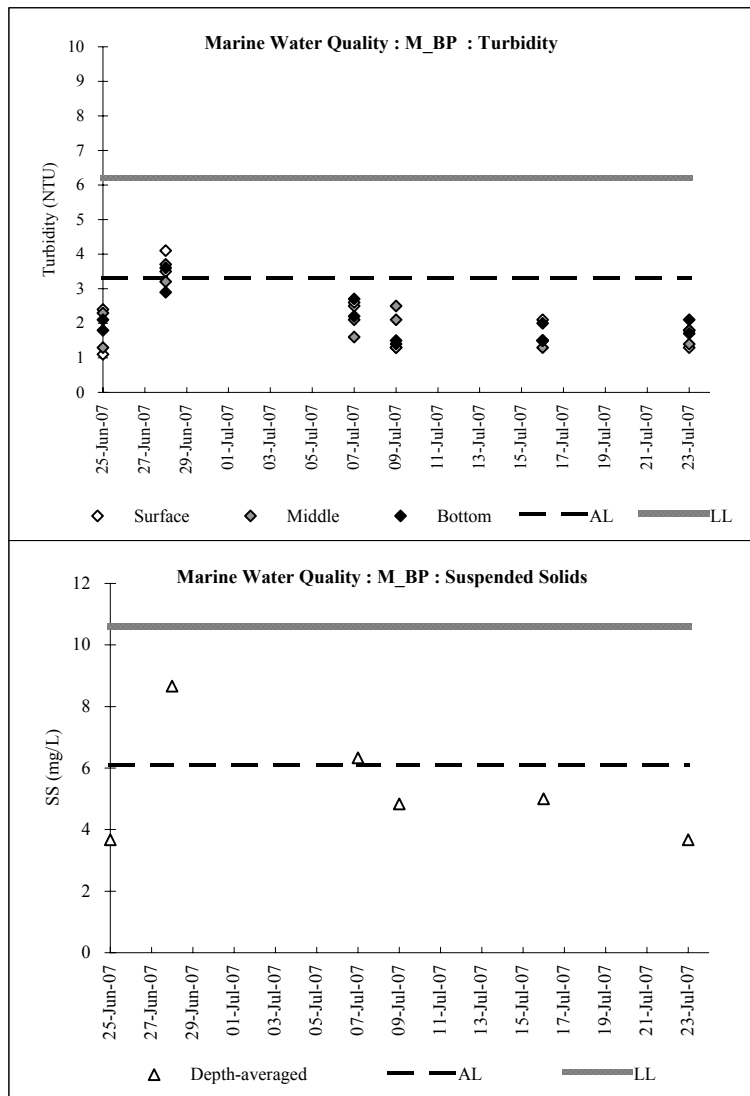 Marine Water Quality : M_BP : Turbidity
Turbidity (NTU)
10
9
8
7
6
5
4
3
2
1
0
25-Jun-07
27-Jun-07
29-Jun-07
01-Jul-07
03-Jul-07
05-Jul-07
07-Jul-07
09-Jul-07
11-Jul-07
13-Jul-07
15-Jul-07
17-Jul-07
19-Jul-07
21-Jul-07
23-Jul-07
Surface Middle Bottom AL LL
Marine Water Quality : M_BP : Suspended Solids
SS (mg/L)
12
10
8
6
4
2
0
25-Jun-07
27-Jun-07
29-Jun-07
01-Jul-07
03-Jul-07
05-Jul-07
07-Jul-07
09-Jul-07
11-Jul-07
13-Jul-07
15-Jul-07
17-Jul-07
19-Jul-07
21-Jul-07
23-Jul-07
Depth-averaged AL LL